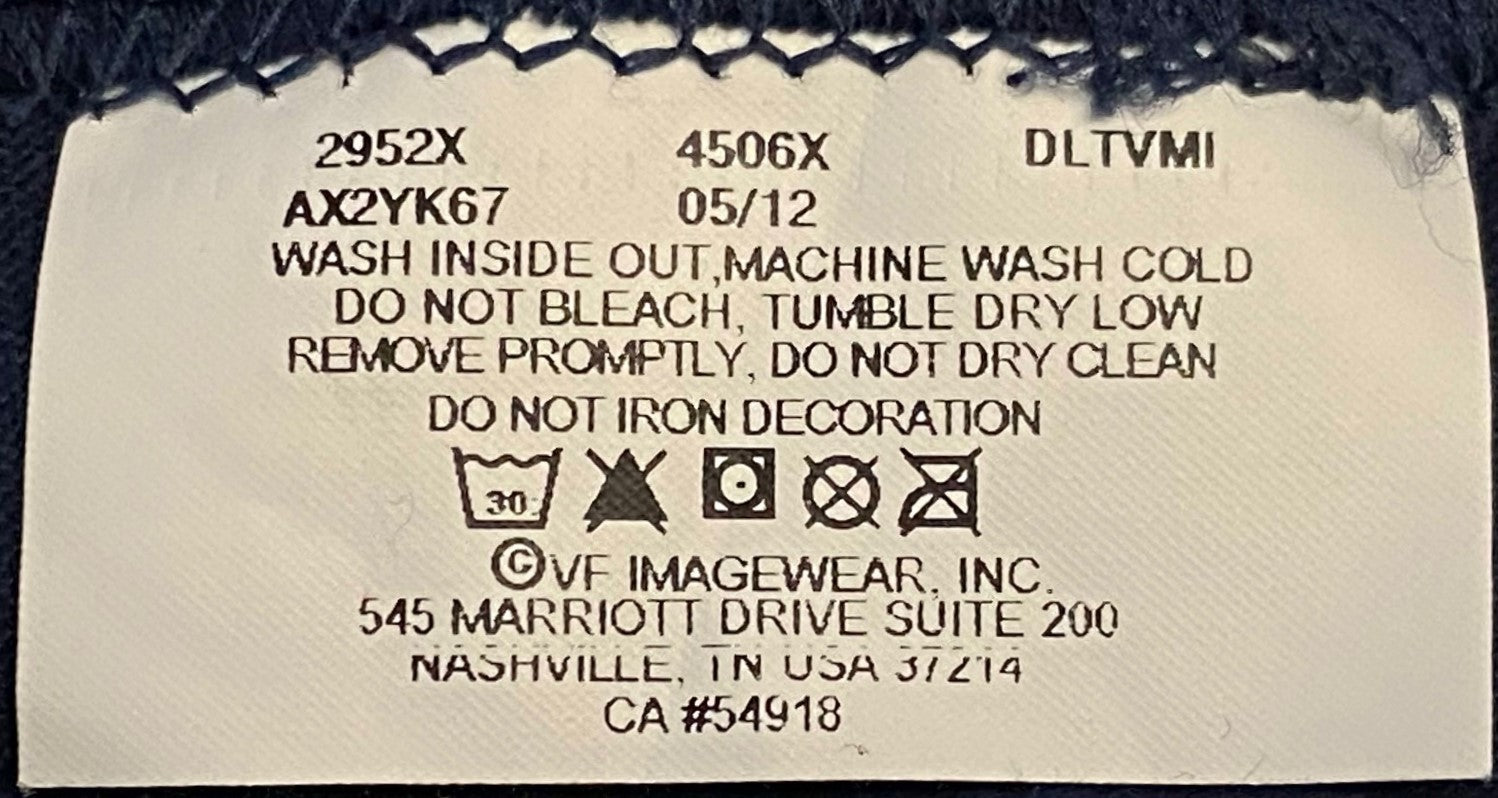 2952X 4506X DLTVMI
AX2YK67 05/12
WASH INSIDE OUT,MACHINE WASH COLD
DO NOT BLEACH, TUMBLE DRY LOW
REMOVE PROMPTLY, DO NOT DRY CLEAN
DO NOT IRON DECORATION
30
©VF IMAGEWEAR, INC.
545 MARRIOTT DRIVE SUITE 200
NASHVILLE, TN USA 37214
CA #54918